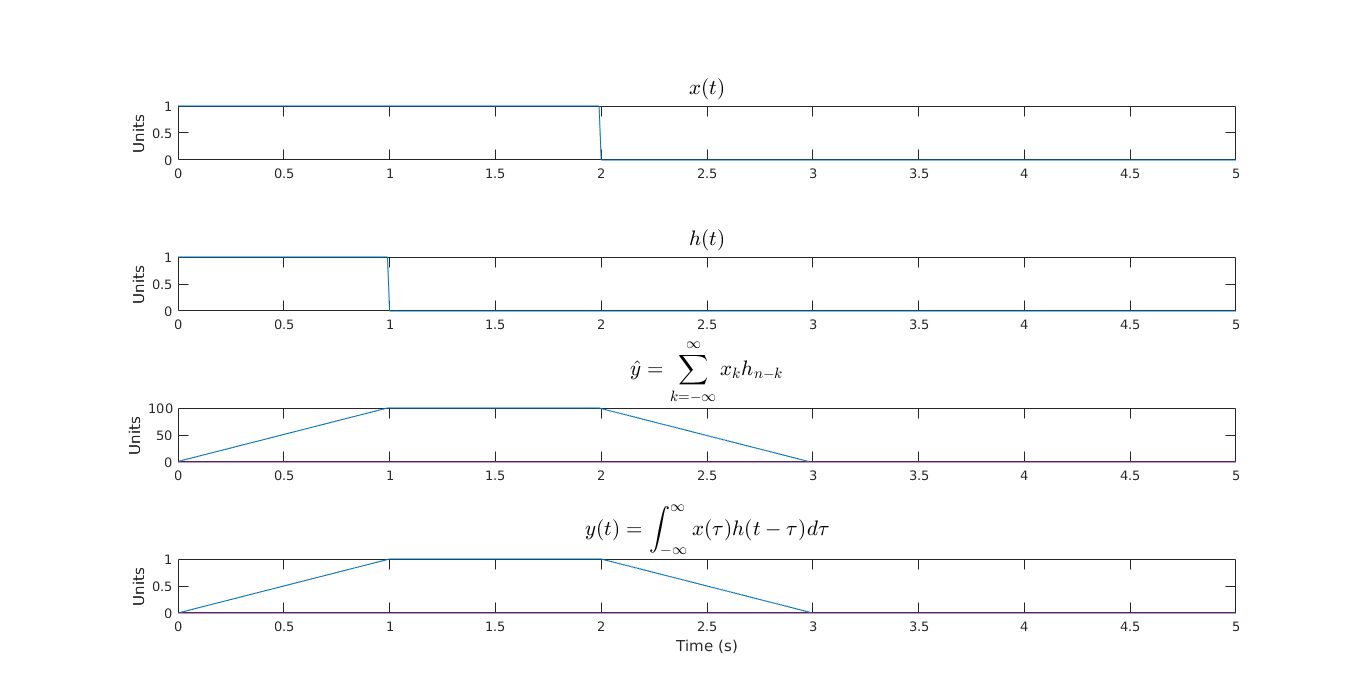 x(t)
Units
1
0.5
0
0 0.5 1 1.5 2 2.5 3 3.5 4 4.5 5
h(t)
Units
1
0.5
0
0 0.5 1 1.5 2 2.5 3 3.5 4 4.5 5
ŷ = ∑_{k=−∞}^{∞} x_k h_{n−k}
Units
100
50
0
0 0.5 1 1.5 2 2.5 3 3.5 4 4.5 5
y(t) = ∫_{−∞}^{∞} x(τ)h(t − τ)dτ
Units
1
0.5
0
0 0.5 1 1.5 2 2.5 3 3.5 4 4.5 5
Time (s)